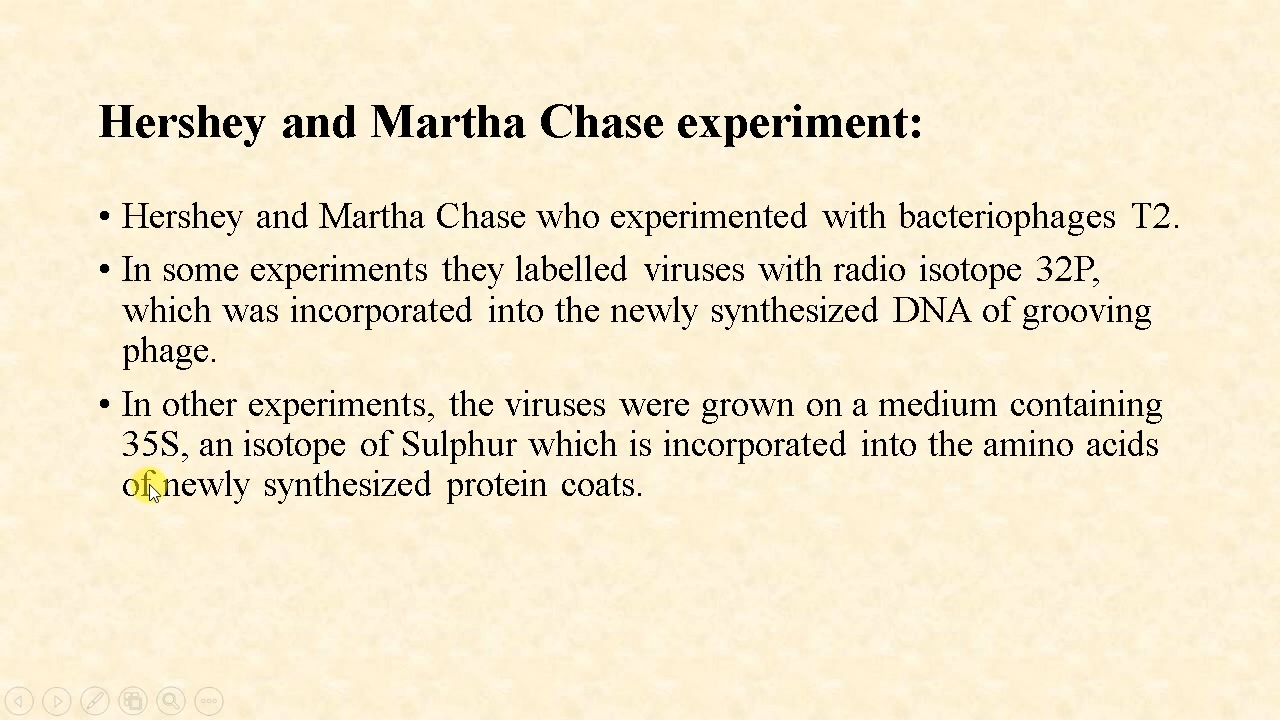 Hershey and Martha Chase experiment:
• Hershey and Martha Chase who experimented with bacteriophages T2.
• In some experiments they labelled viruses with radio isotope 32P,
which was incorporated into the newly synthesized DNA of grooving
phage.
• In other experiments, the viruses were grown on a medium containing
35S, an isotope of Sulphur which is incorporated into the amino acids
of newly synthesized protein coats.